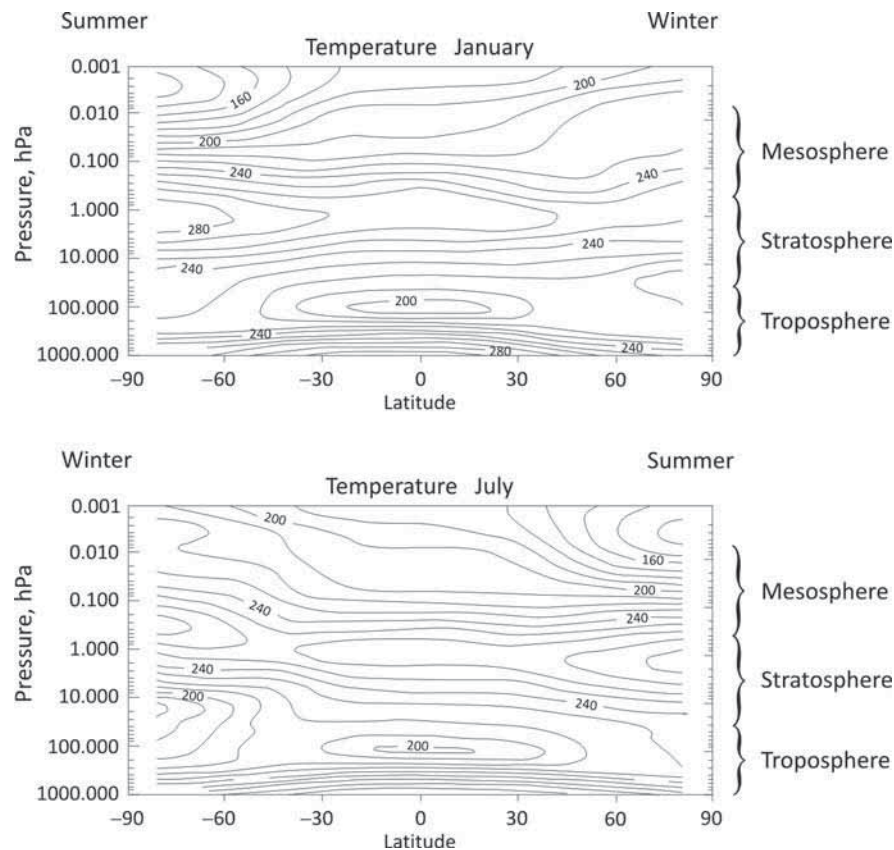 Summer Winter
Temperature January
0.001
200
160
0.010
200
Mesosphere
0.100
240
240
Pressure, hPa
1.000
280
240
Stratosphere
10.000
240
100.000
200
Troposphere
240
240
1000.000
280
−90 −60 −30 0 30 60 90
Latitude
Winter Summer
Temperature July
0.001
200
0.010
160
200
Mesosphere
0.100
240
240
Pressure, hPa
1.000
240
Stratosphere
10.000
200
240
100.000
200
Troposphere
1000.000
−90 −60 −30 0 30 60 90
Latitude